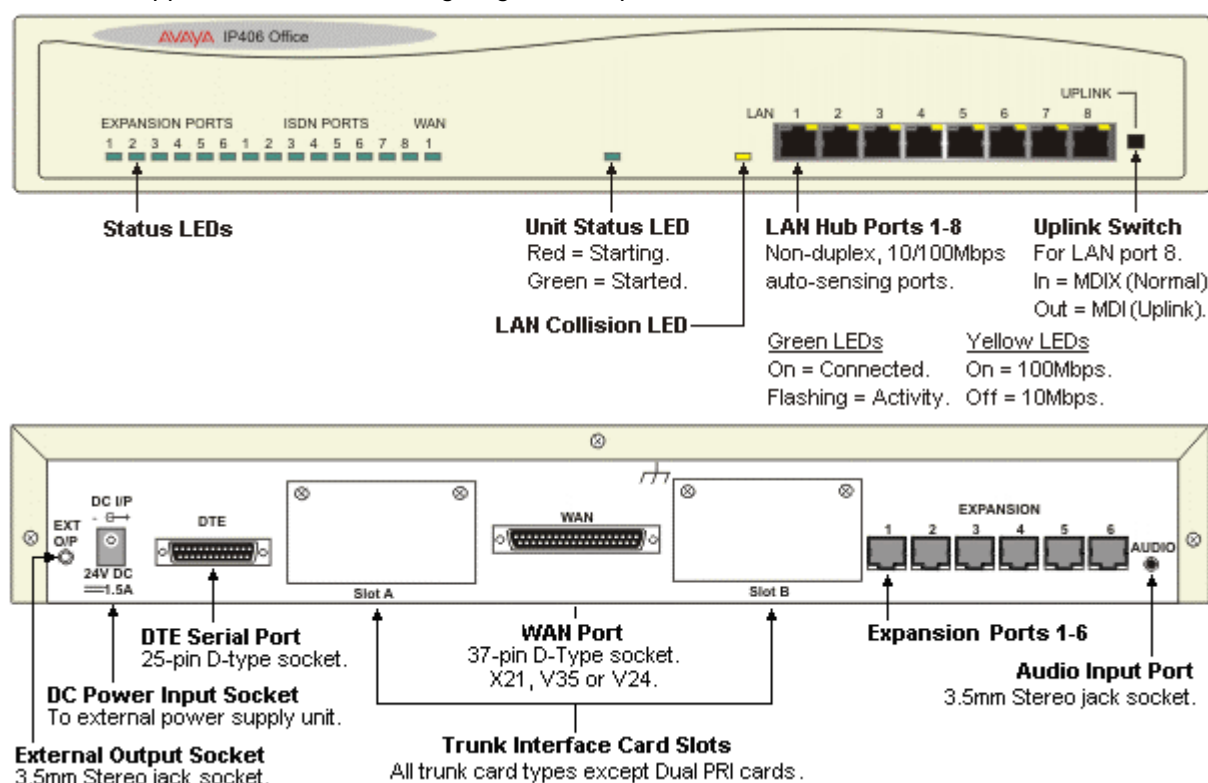 AVAYA IP406 Office
UPLINK
LAN 1 2 3 4 5 6 7 8
EXPANSION PORTS ISDN PORTS WAN
1 2 3 4 5 6 1 2 3 4 5 6 7 8 1
Status LEDs
Unit Status LED
Red = Starting.
Green = Started.
LAN Collision LED
LAN Hub Ports 1-8
Non-duplex, 10/100Mbps
auto-sensing ports.
Green LEDs
On = Connected.
Flashing = Activity.
Yellow LEDs
On = 100Mbps.
Off = 10Mbps.
Uplink Switch
For LAN port 8.
In = MDIX (Normal)
Out = MDI (Uplink).
DC I/P
- +
EXT
O/P
24V DC
1.5A
DTE
Slot A
WAN
Slot B
EXPANSION
1 2 3 4 5 6
AUDIO
DTE Serial Port
25-pin D-type socket.
DC Power Input Socket
To external power supply unit.
External Output Socket
3.5mm Stereo jack socket.
WAN Port
37-pin D-Type socket.
X21, V35 or V24.
Trunk Interface Card Slots
All trunk card types except Dual PRI cards.
Expansion Ports 1-6
Audio Input Port
3.5mm Stereo jack socket.